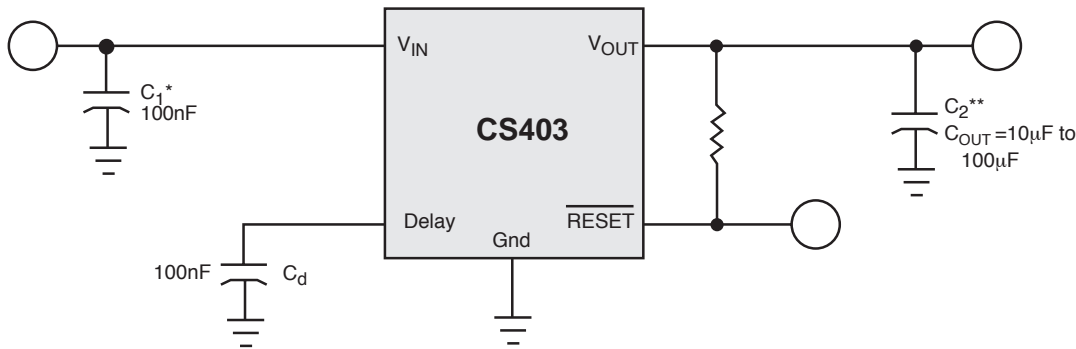 V_IN
V_OUT
C_1*
100nF
C_2**
C_OUT =10µF to
100µF
CS403
Delay
RESET
Gnd
100nF
C_d